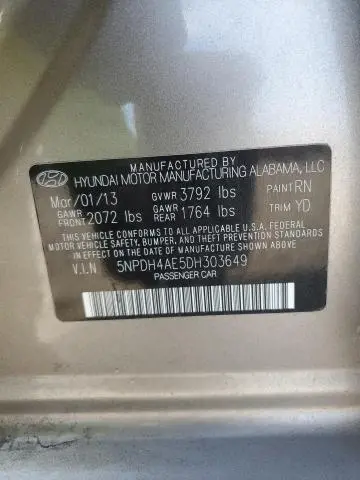 MANUFACTURED BY
HYUNDAI MOTOR MANUFACTURING ALABAMA, LLC
Mar/01/13 GVWR 3792 lbs PAINT RN
GAWR FRONT 2072 lbs GAWR REAR 1764 lbs TRIM YD
THIS VEHICLE CONFORMS TO ALL APPLICABLE U.S. FEDERAL
MOTOR VEHICLE SAFETY, BUMPER, AND THEFT PREVENTION STANDARDS
IN EFFECT ON THE DATE OF MANUFACTURE SHOWN ABOVE.
V.I.N 5NPDH4AE5DH303649
PASSENGER CAR